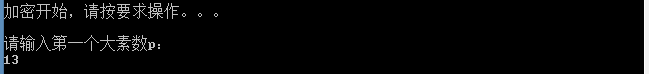 加密开始，请按要求操作。。。
请输入第一个大素数p：
13